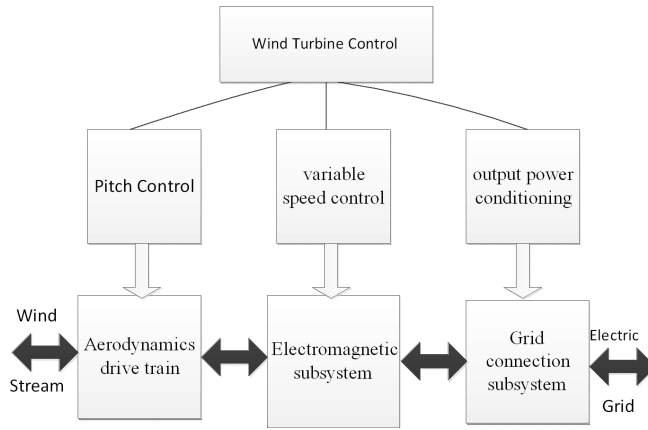 Wind Turbine Control
Pitch Control
variable
speed control
output power
conditioning
Wind
Stream
Aerodynamics
drive train
Electromagnetic
subsystem
Grid
connection
subsystem
Electric
Grid